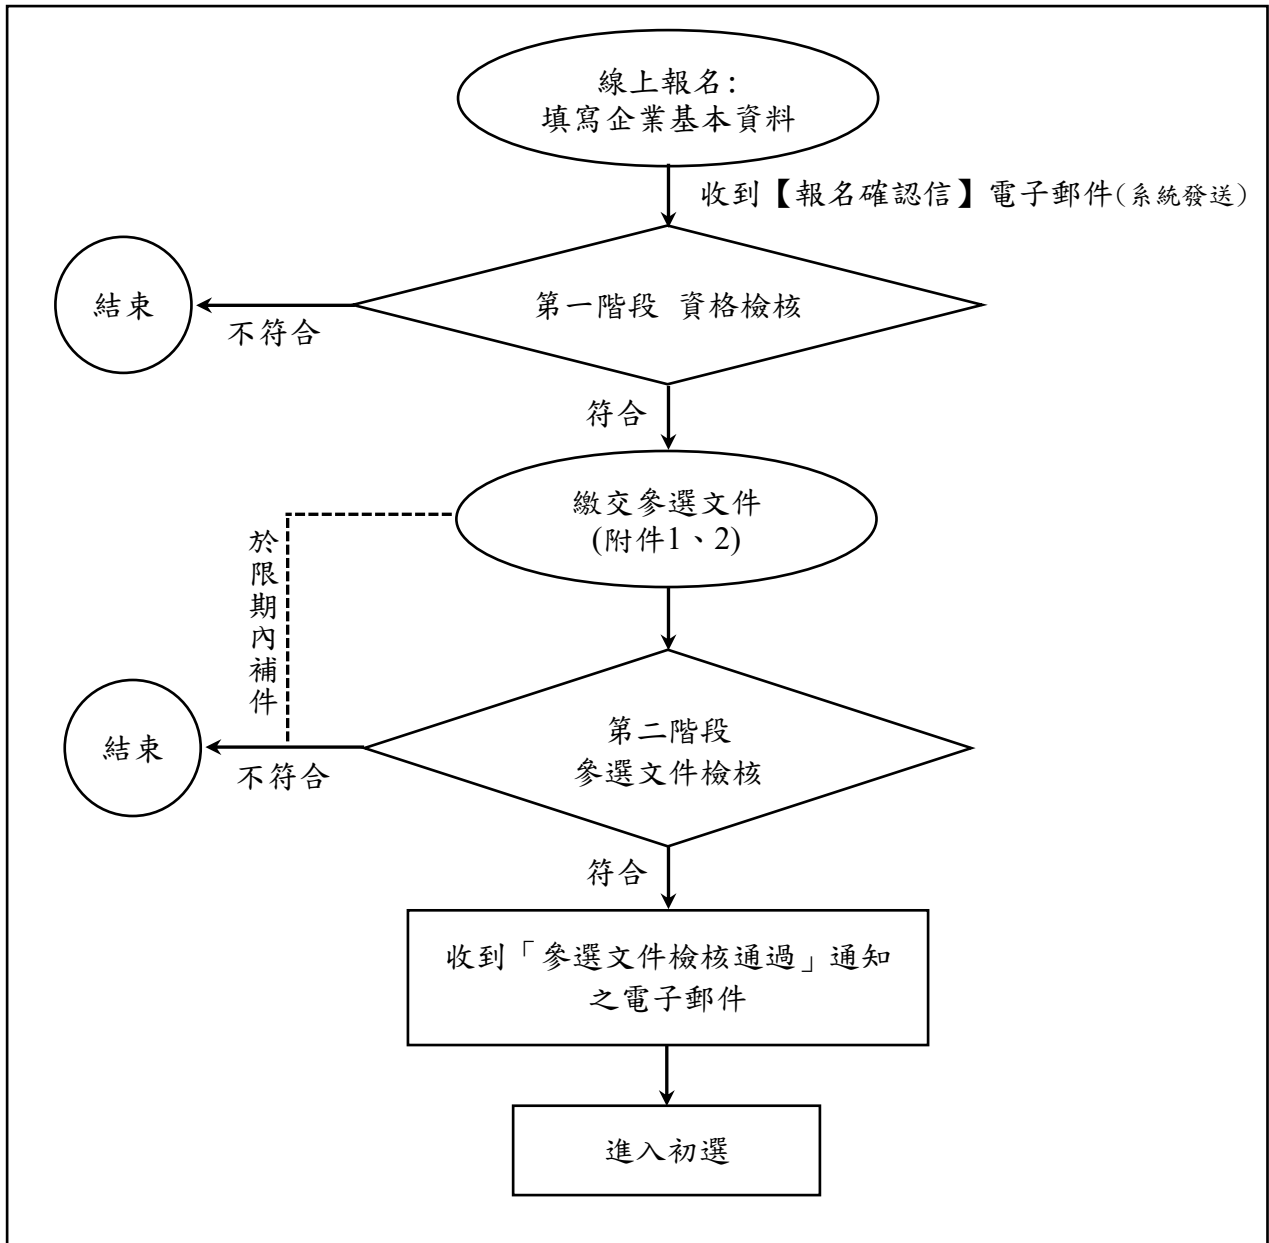 線上報名:
填寫企業基本資料
收到【報名確認信】電子郵件(系統發送)
第一階段 資格檢核
結束
不符合
符合
繳交參選文件
(附件1、2)
於限期內補件
第二階段
參選文件檢核
結束
不符合
符合
收到「參選文件檢核通過」通知
之電子郵件
進入初選